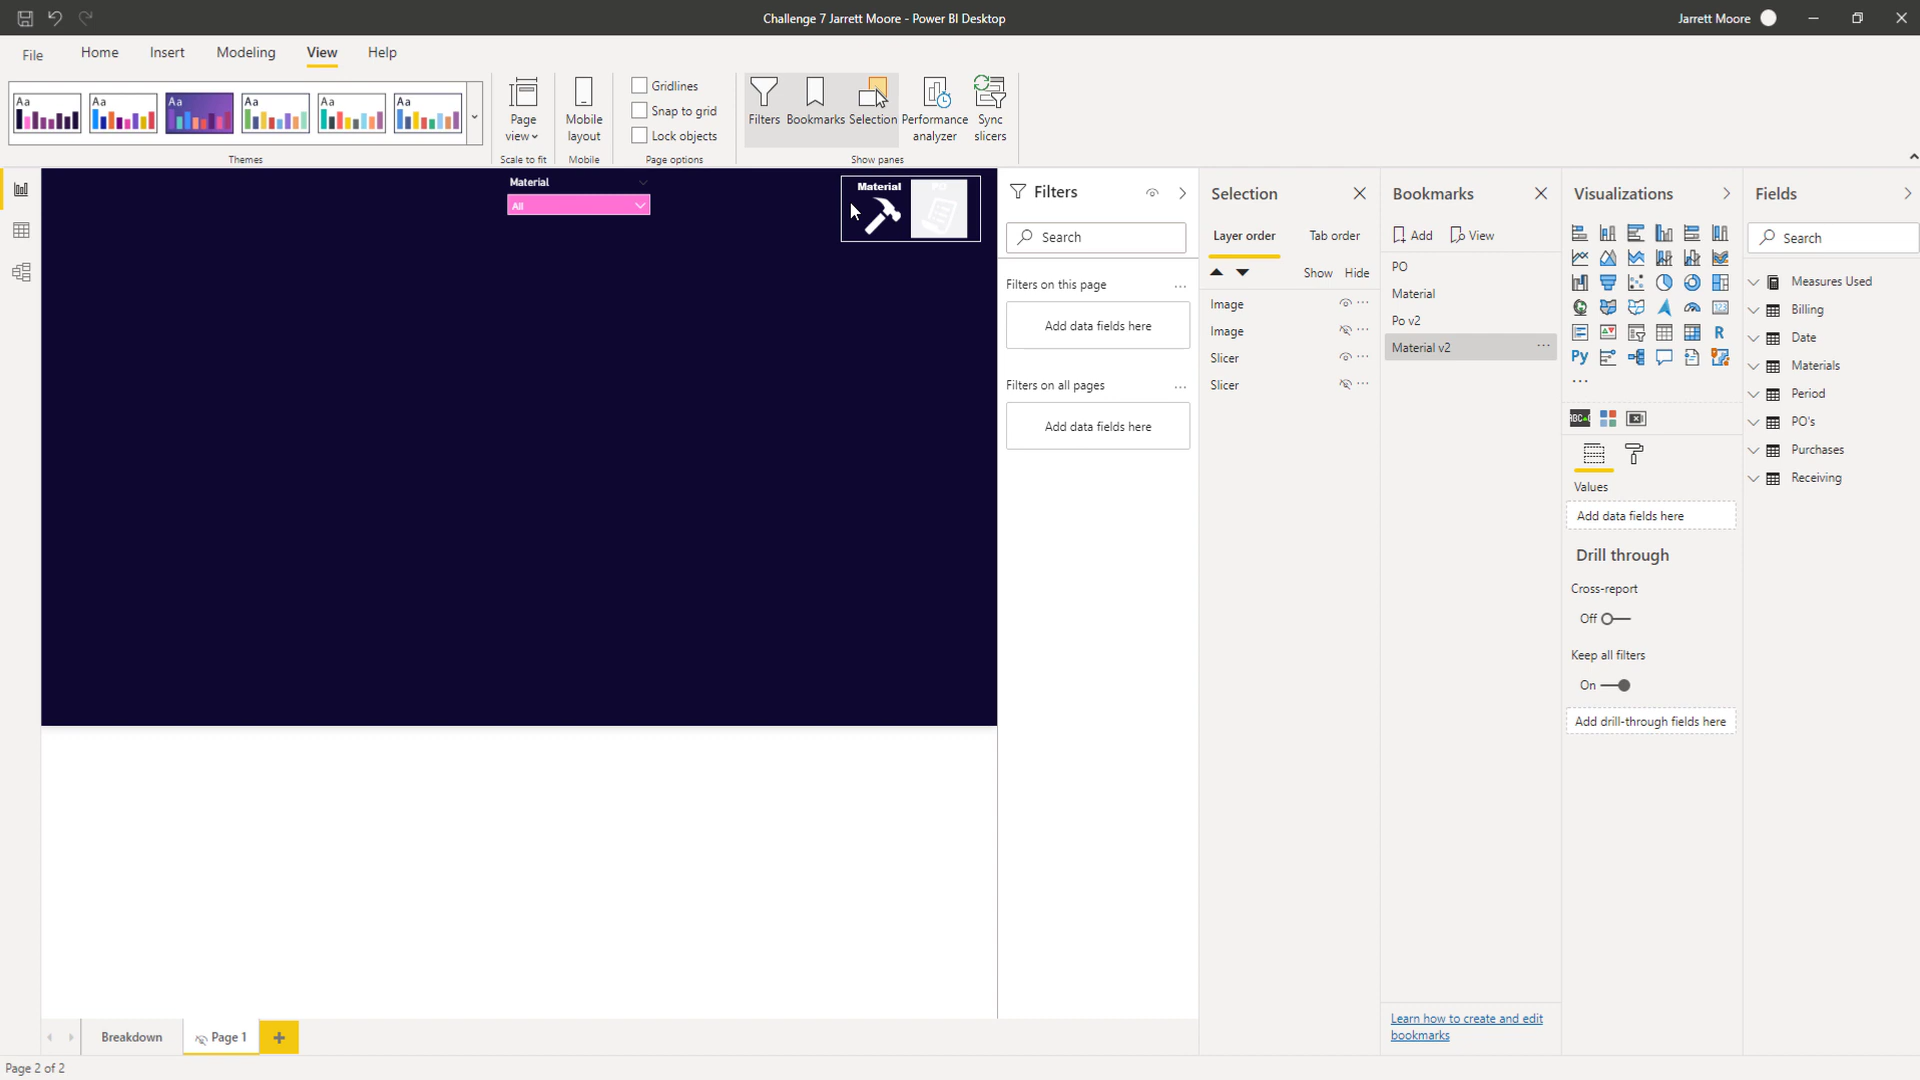 Challenge 7 Jarrett Moore - Power BI Desktop
Jarrett Moore
File
Home
Insert
Modeling
View
Help
Aa
Aa
Aa
Aa
Aa
Aa
Themes
Page view
Scale to fit
Mobile layout
Mobile
Gridlines
Snap to grid
Lock objects
Page options
Filters
Bookmarks
Selection
Performance analyzer
Sync slicers
Show panes
Material
All
Material
PO
Filters
Search
Filters on this page
Add data fields here
Filters on all pages
Add data fields here
Selection
Layer order
Tab order
Show
Hide
Image
Image
Slicer
Slicer
Bookmarks
Add
View
PO
Material
Po v2
Material v2
Learn how to create and edit
bookmarks
Visualizations
R
Py
Values
Add data fields here
Drill through
Cross-report
Off
Keep all filters
On
Add drill-through fields here
Fields
Search
Measures Used
Billing
Date
Materials
Period
PO's
Purchases
Receiving
Breakdown
Page 1
Page 2 of 2